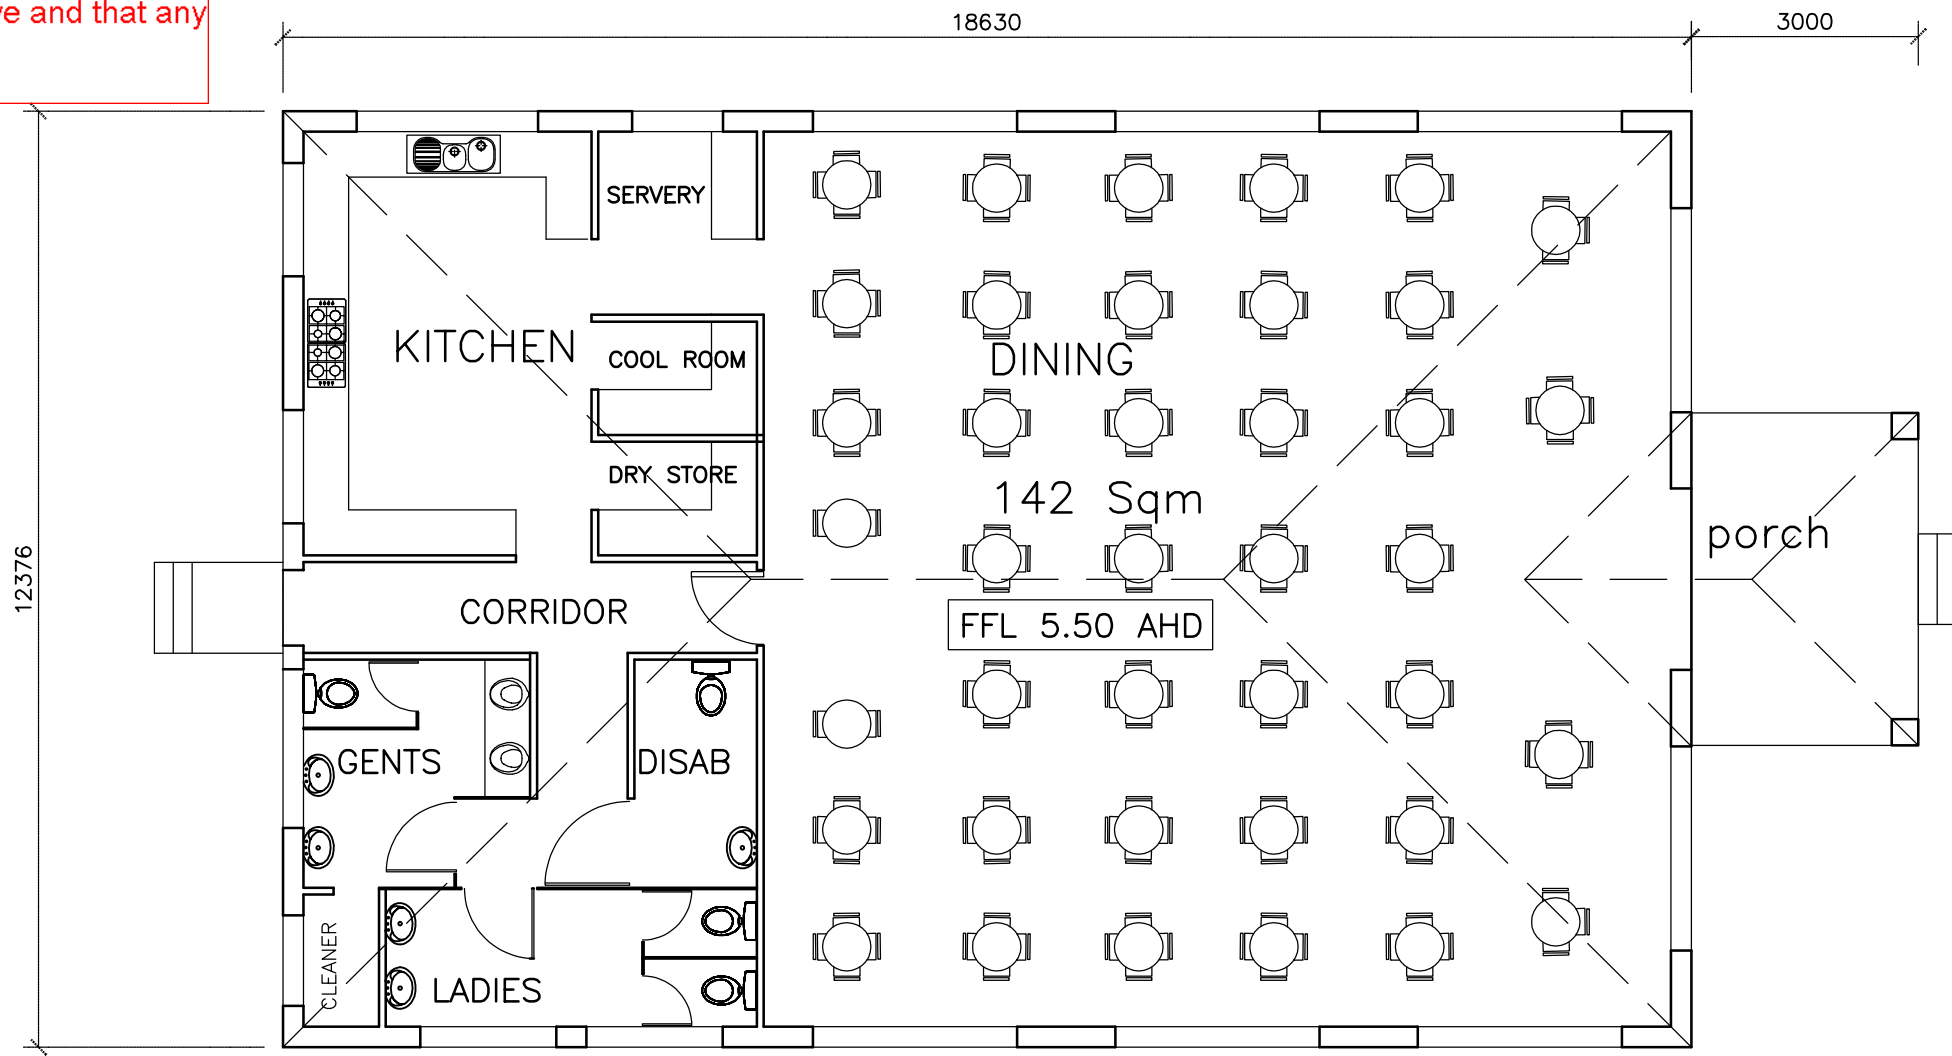 ve and that any
18630
3000
SERVERY
KITCHEN
COOL ROOM
DINING
DRY STORE
142 Sqm
porch
12376
CORRIDOR
FFL 5.50 AHD
GENTS
DISAB
CLEANER
LADIES